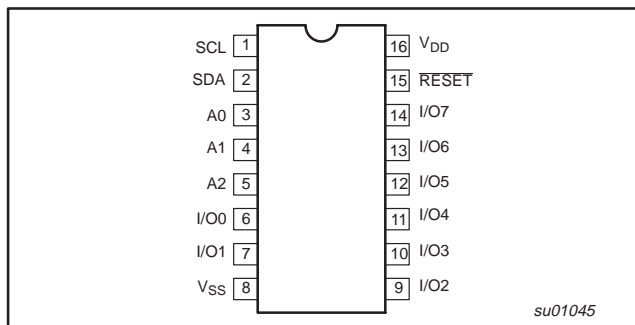 SCL 1 16 VDD
SDA 2 15 RESET
A0 3 14 I/O7
A1 4 13 I/O6
A2 5 12 I/O5
I/O0 6 11 I/O4
I/O1 7 10 I/O3
VSS 8 9 I/O2
su01045